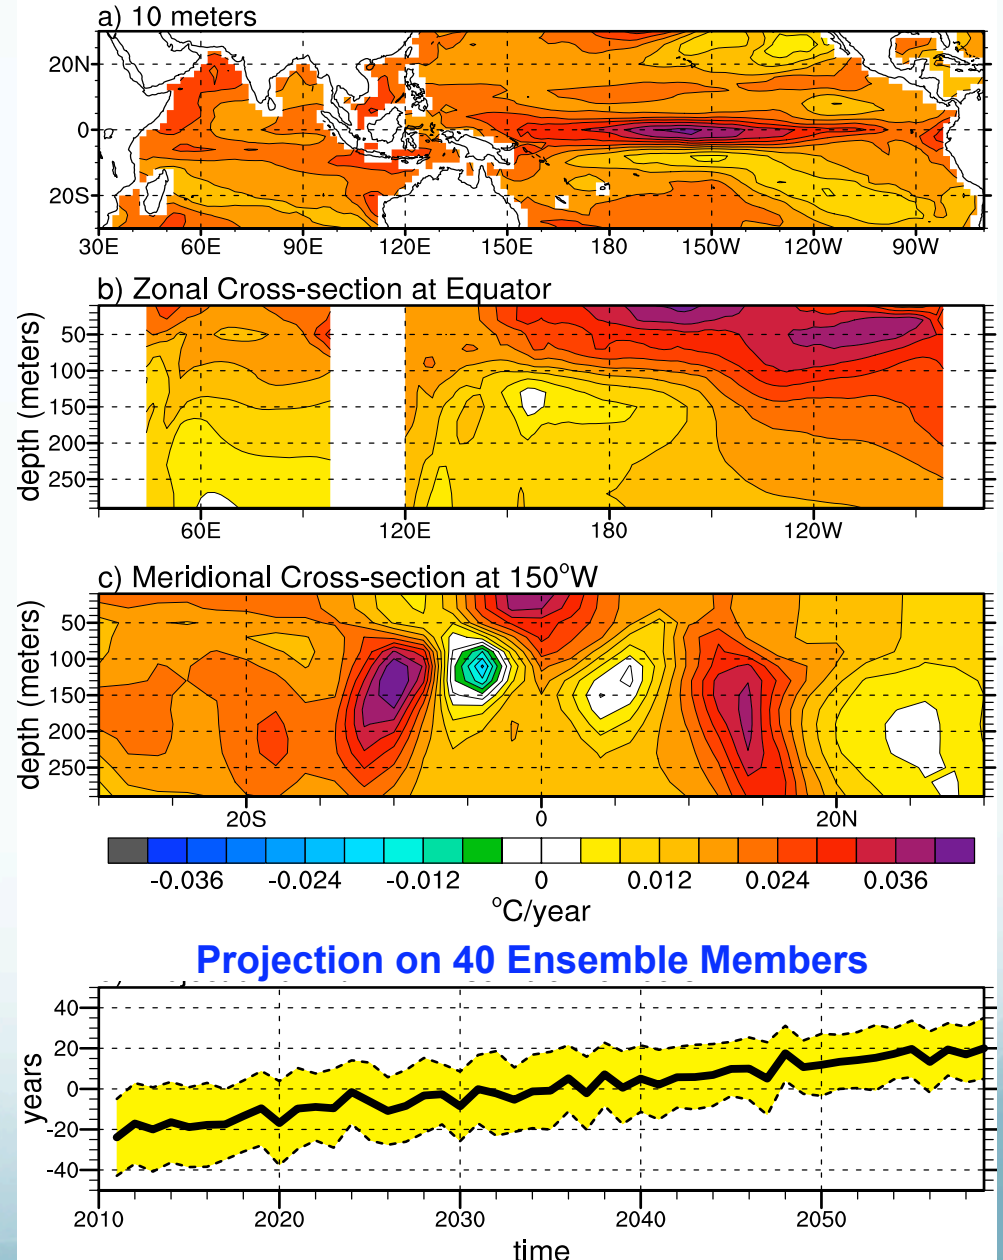 a) 10 meters
20N
0
20S
30E 60E 90E 120E 150E 180 150W 120W 90W
b) Zonal Cross-section at Equator
depth (meters)
50
100
150
200
250
60E 120E 180 120W
c) Meridional Cross-section at 150°W
depth (meters)
50
100
150
200
250
20S 0 20N
-0.036 -0.024 -0.012 0 0.012 0.024 0.036
°C/year
Projection on 40 Ensemble Members
years
40
20
0
-20
-40
2010 2020 2030 2040 2050
time